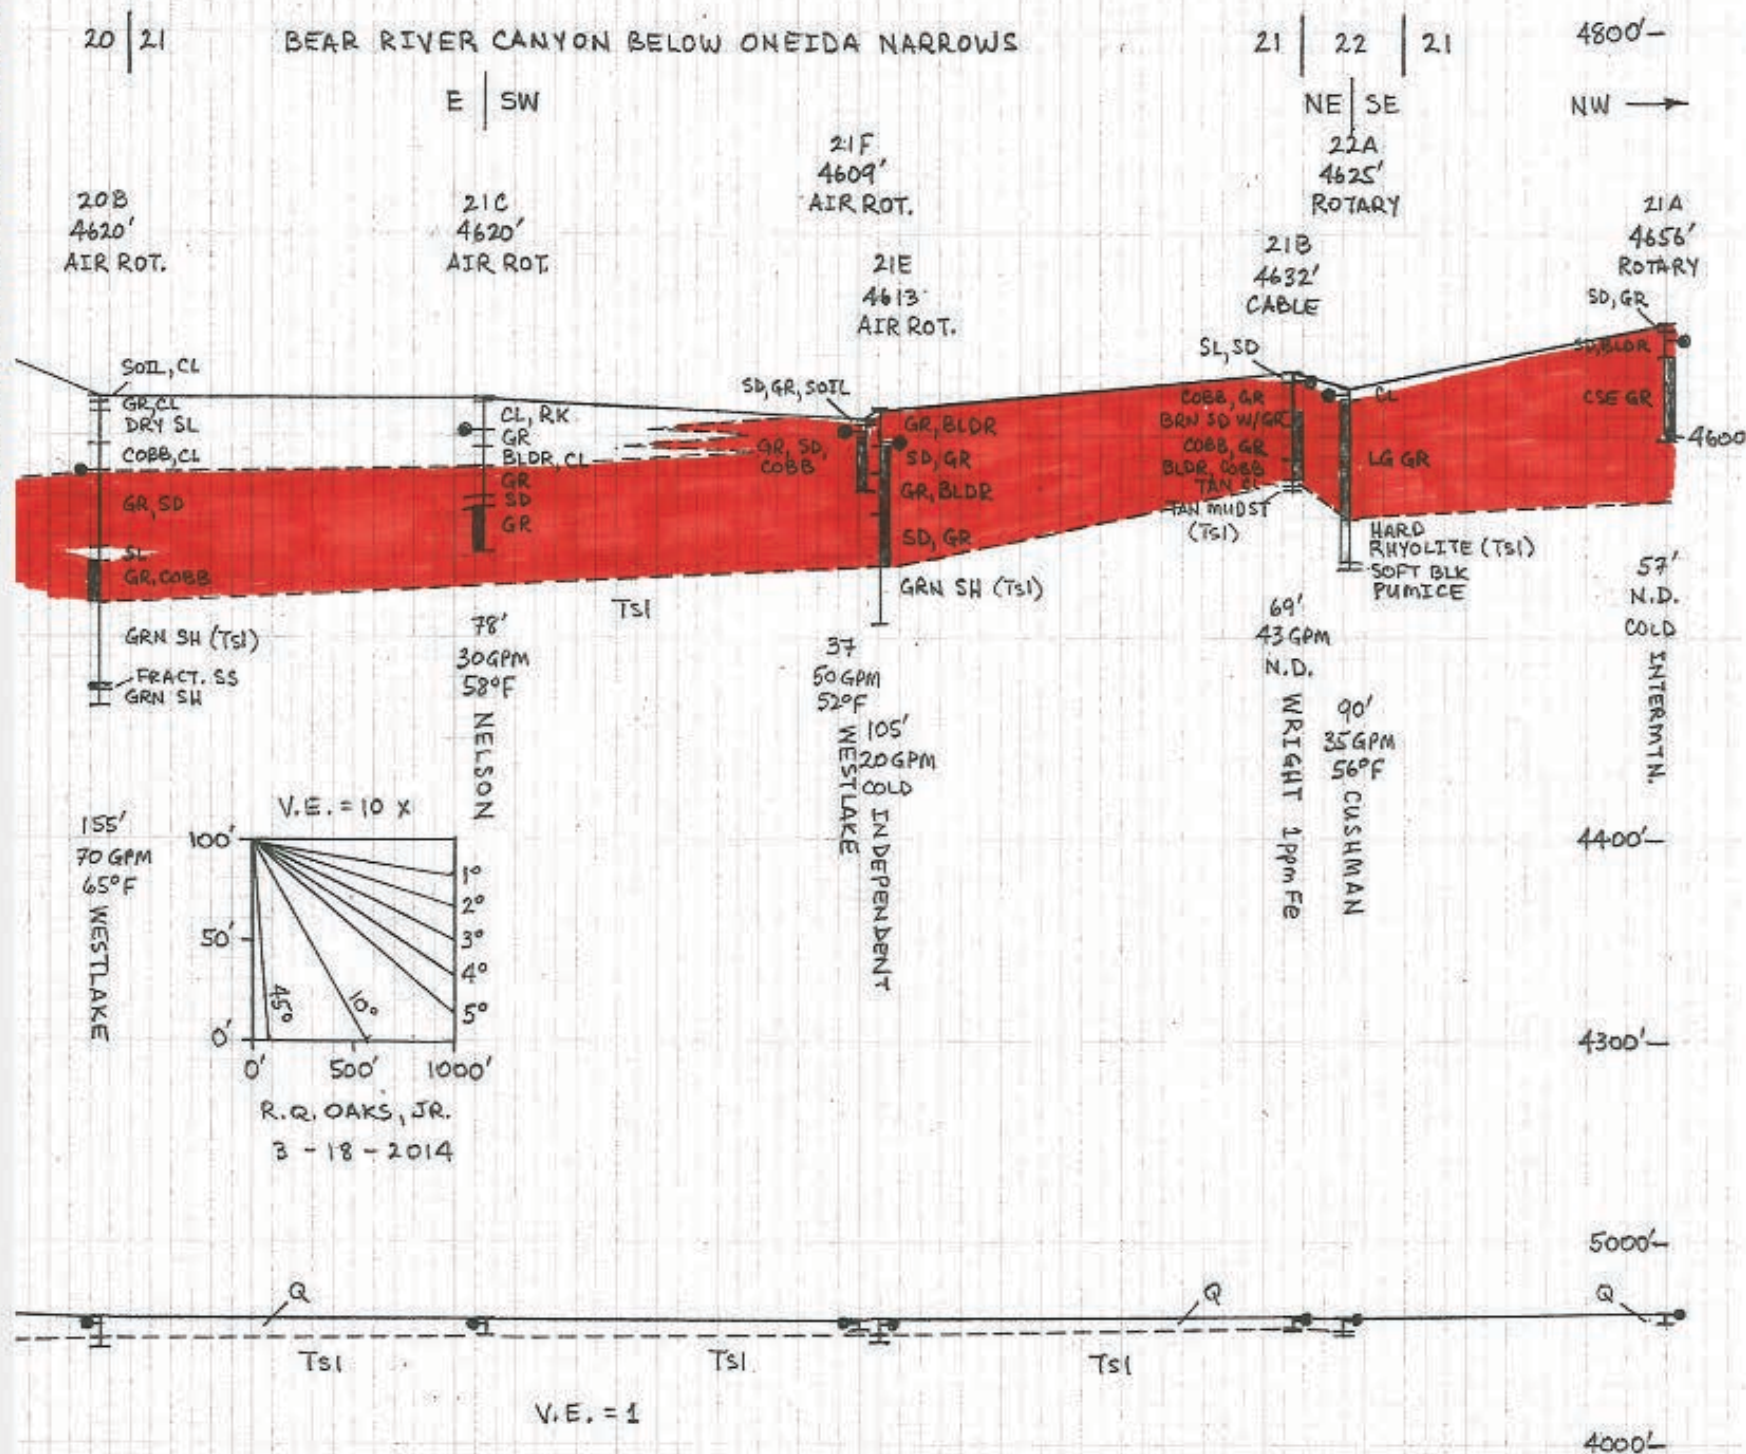 20 | 21
BEAR RIVER CANYON BELOW ONEIDA NARROWS
21 | 22 | 21
4800'
E | SW
NE | SE
NW
20B
4620'
AIR ROT.
21C
4620'
AIR ROT.
21F
4609'
AIR ROT.
21E
4613'
AIR ROT.
21B
4632'
CABLE
22A
4625'
ROTARY
21A
4656'
ROTARY
SOIL, CL
GR, CL
DRY SL
COBB, CL
GR, SD
SL
GR, COBB
GRN SH (Tsl)
FRACT. SS
GRN SH
CL, RK
GR
BLDR, CL
GR
SD
GR
Tsl
SD, GR, SOIL
GR, SD,
COBB
GR, BLDR
SD, GR
GR, BLDR
SD, GR
GRN SH (Tsl)
SL, SD
COBB, GR
BRN SD W/GR
COBB, GR
BLDR, COBB
TAN SL
TAN MUDST
(Tsl)
CL
LG GR
HARD
RHYOLITE (Tsl)
SOFT BLK
PUMICE
SD, GR
SD, BLDR
CSE GR
4600
155'
70 GPM
65°F
WESTLAKE
78'
30 GPM
58°F
NELSON
37
50 GPM
52°F
WESTLAKE
105'
20 GPM
COLD
INDEPENDENT
69'
43 GPM
N.D.
WRIGHT 1ppm Fe
90'
35 GPM
56°F
CUSHMAN
57'
N.D.
COLD
INTERMTN.
V.E. = 10 X
100'
50'
0'
1°
2°
3°
4°
5°
45°
10°
0' 500' 1000'
R.Q. OAKS, JR.
3 - 18 - 2014
4400'
4300'
5000'
Q
Q
Q
Tsl
Tsl
Tsl
V.E. = 1
4000'